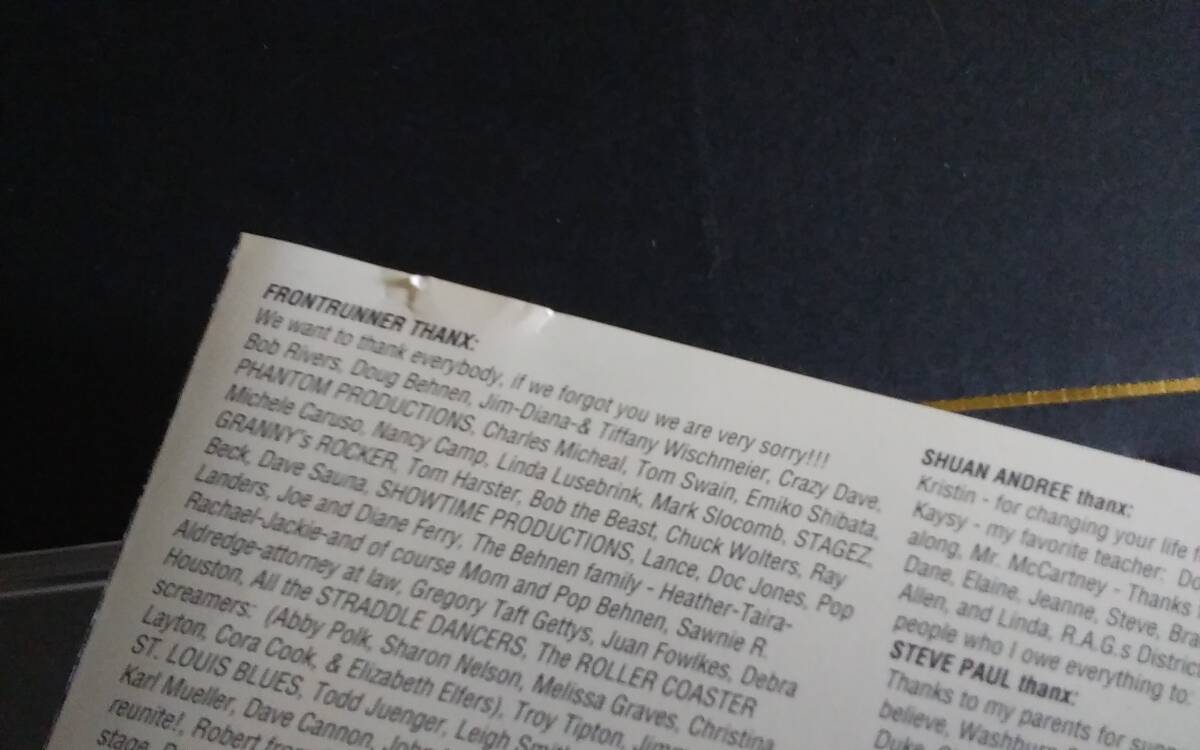 FRONTRUNNER THANX:
We want to thank everybody, if we forgot you we are very sorry!!!
Bob Rivers, Doug Behnen, Jim-Diana-& Tiffany Wischmeier, Crazy Dave,
PHANTOM PRODUCTIONS, Charles Micheal, Tom Swain, Emiko Shibata,
Michele Caruso, Nancy Camp, Linda Lusebrink, Mark Slocomb, STAGEZ,
GRANNY's ROCKER, Tom Harster, Bob the Beast, Chuck Wolters, Ray
Beck, Dave Sauna, SHOWTIME PRODUCTIONS, Lance, Doc Jones, Pop
Landers, Joe and Diane Ferry, The Behnen family - Heather-Taira-
Rachael-Jackie-and of course Mom and Pop Behnen, Sawnie R.
Aldredge-attorney at law, Gregory Taft Gettys, Juan Fowlkes, Debra
Houston, All the STRADDLE DANCERS, The ROLLER COASTER
screamers: (Abby Polk, Sharon Nelson, Melissa Graves, Christina
Layton, Cora Cook, & Elizabeth Elfers), Troy Tipton,
ST. LOUIS BLUES, Todd Juenger, Leigh
Karl Mueller, Dave Cannon,
reunite!, Robert
stage,
SHUAN ANDREE thanx:
Kristin - for changing your life
Kaysy - my favorite teacher.
along, Mr. McCartney - Thanks
Dane, Elaine, Jeanne, Steve,
Allen, and Linda, R.A.G.s
people who I owe everything to.
STEVE PAUL thanx:
Thanks to my parents for
believe,